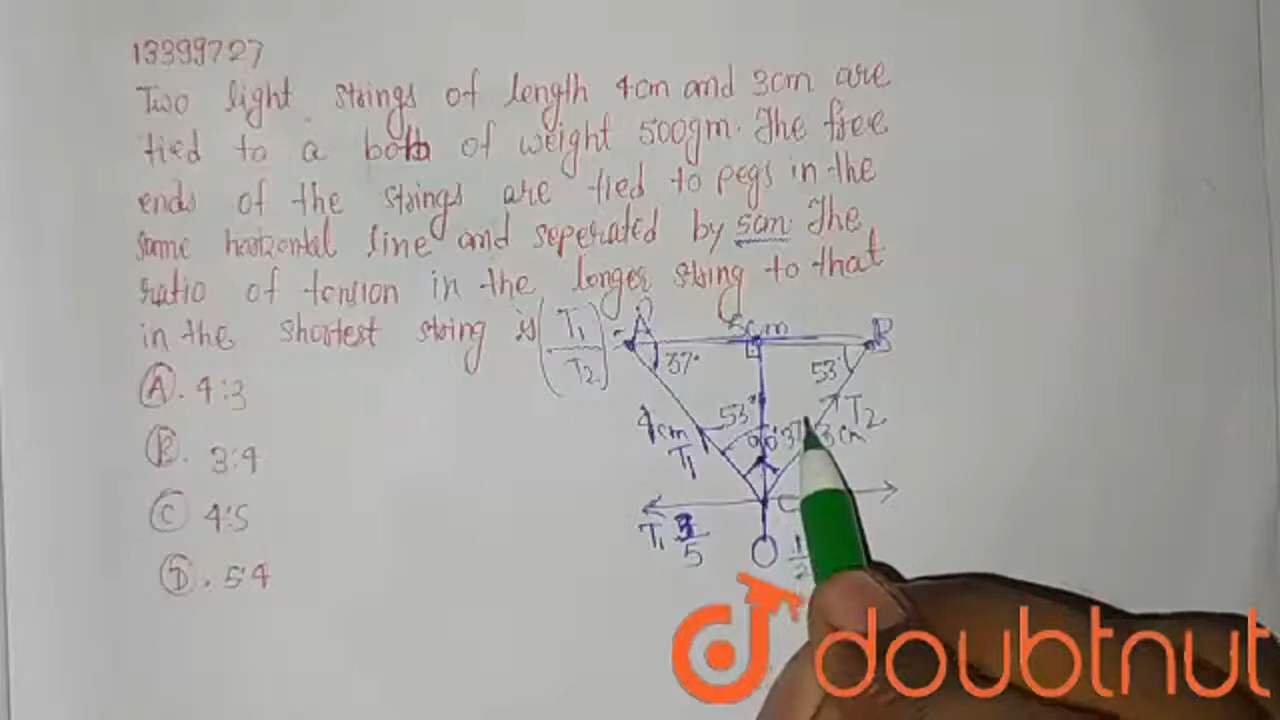 13399727
Two light strings of length 4cm and 3cm are
tied to a bob of weight 500gm. The free
ends of the strings are tied to pegs in the
same horizontal line and seperated by 5cm. The
ratio of tension in the longer string to that
in the shortest string is (T1/T2) =
A. 4:3
B. 3:4
C. 4:5
D. 5:4
A 5cm B
37° 53°
4cm 53° 90° 37° 3cm T2
T1
C
T1 3/5
doubtnut